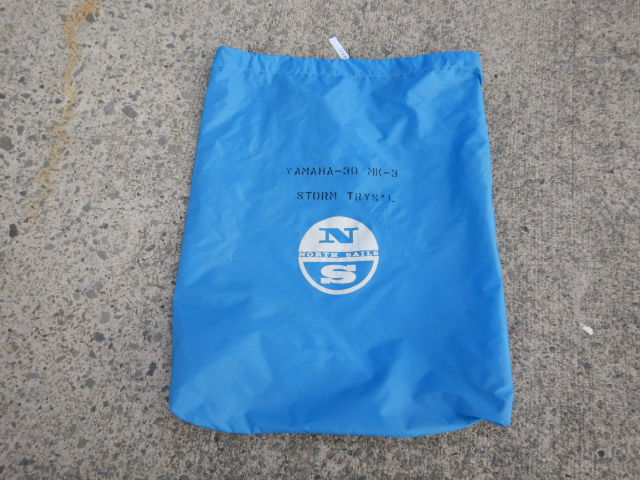 YAMAHA-30 MK-3
STORM TRYS'L
N
NORTH SAILS
S